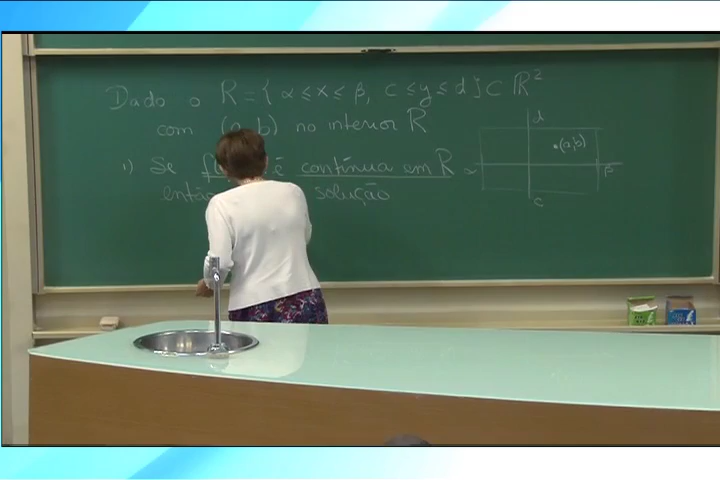 Dado o R = { α ≤ x ≤ β, c ≤ y ≤ d } ⊂ ℝ²
com (a, b) no interior R
1) Se é contínua em R
então solução
d
(a,b)
α
β
c